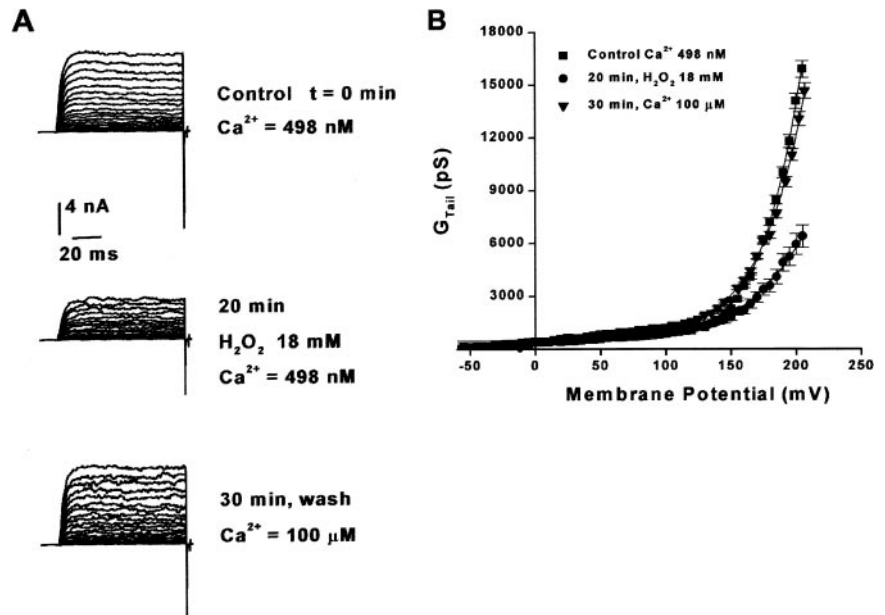 A
Control t = 0 min
Ca²⁺ = 498 nM
4 nA
20 ms
20 min
H₂O₂ 18 mM
Ca²⁺ = 498 nM
30 min, wash
Ca²⁺ = 100 μM
B
Control Ca²⁺ 498 nM
20 min, H₂O₂ 18 mM
30 min, Ca²⁺ 100 μM
G_Tail (pS)
18000
15000
12000
9000
6000
3000
-50 0 50 100 150 200 250
Membrane Potential (mV)